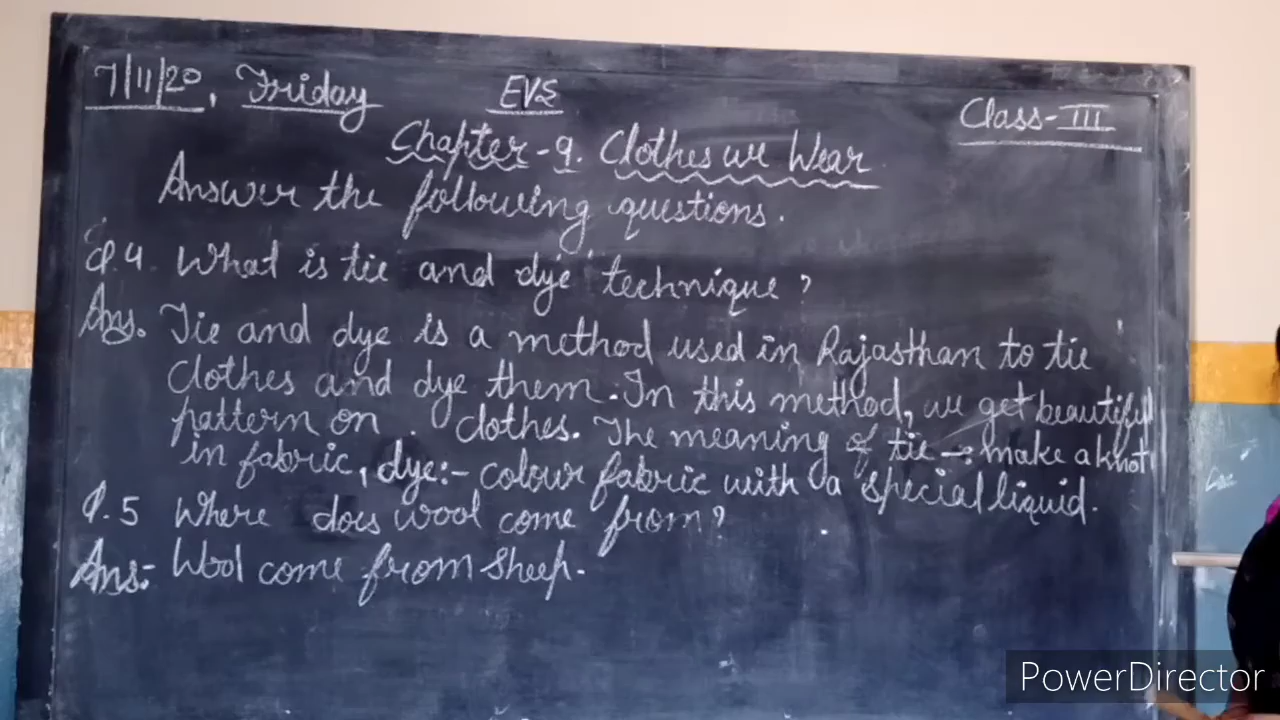 7/11/20, Friday EVS Class-III
Chapter-9. Clothes we Wear
Answer the following questions.
Q.4 What is tie and dye technique?
Ans. Tie and dye is a method used in Rajasthan to tie
clothes and dye them. In this method, we get beautiful
pattern on clothes. The meaning of tie -: make a knot
in fabric, dye:- colour fabric with a special liquid.
Q.5 Where does wool come from?
Ans:- Wool come from sheep.
PowerDirector